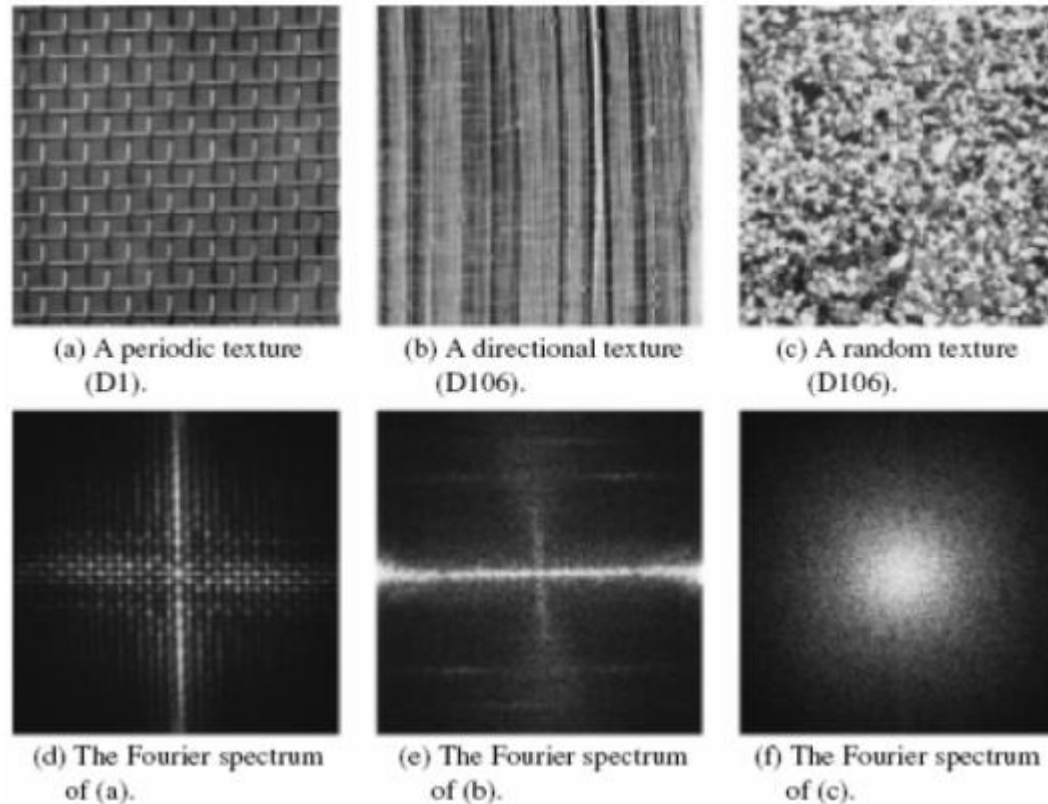 (a) A periodic texture
(D1).
(b) A directional texture
(D106).
(c) A random texture
(D106).
(d) The Fourier spectrum
of (a).
(e) The Fourier spectrum
of (b).
(f) The Fourier spectrum
of (c).